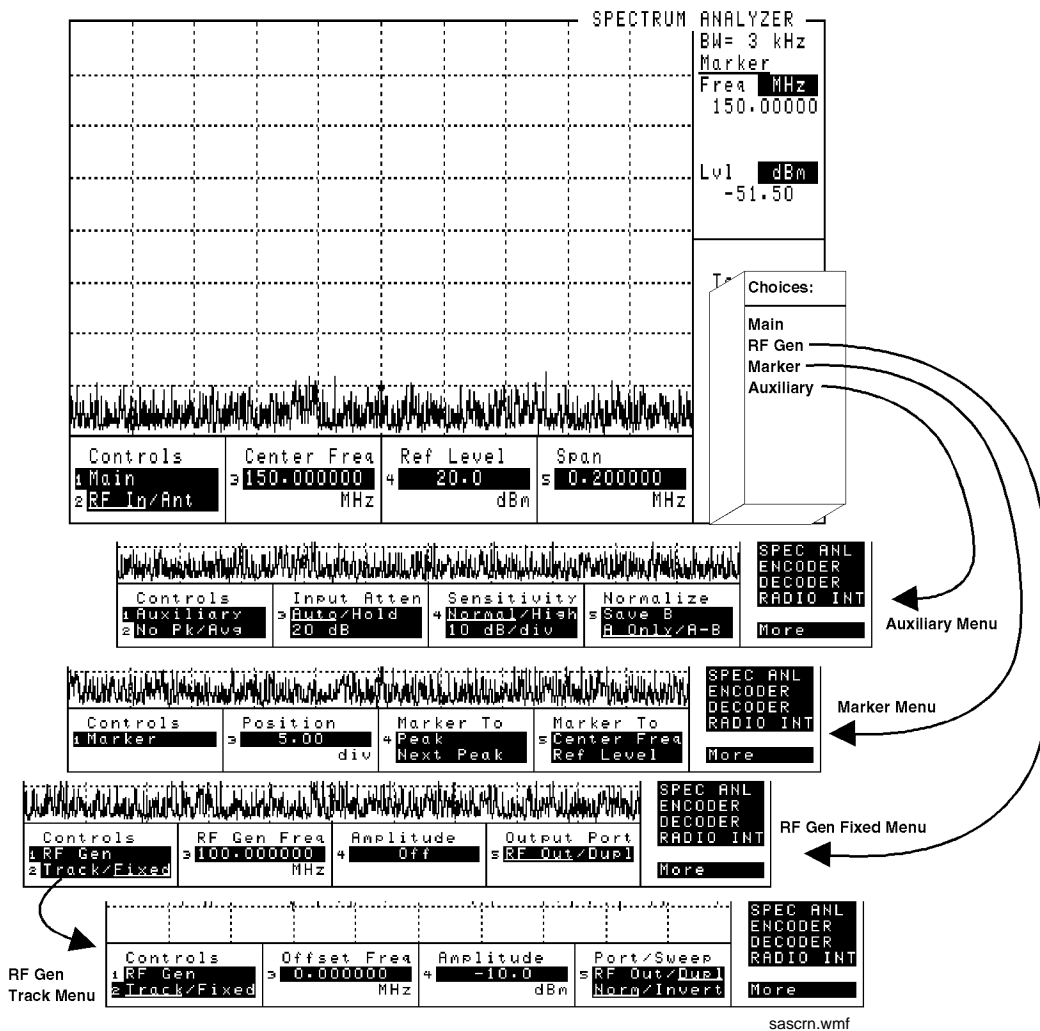 SPECTRUM ANALYZER
BW= 3 kHz
Marker
Freq MHz
150.00000
Lvl dBm
-51.50
Choices:
Main
RF Gen
Marker
Auxiliary
Controls
1 Main
2 RF In/Ant
Center Freq
3 150.000000
MHz
Ref Level
4 20.0
dBm
Span
5 0.200000
MHz
Controls
1 Auxiliary
2 No Pk/Avg
Input Atten
3 Auto/Hold
20 dB
Sensitivity
4 Normal/High
10 dB/div
Normalize
5 Save B
A Only/A-B
SPEC ANL
ENCODER
DECODER
RADIO INT
More
Auxiliary Menu
Controls
1 Marker
Position
3 5.00
div
Marker To
4 Peak
Next Peak
Marker To
5 Center Freq
Ref Level
SPEC ANL
ENCODER
DECODER
RADIO INT
More
Marker Menu
Controls
1 RF Gen
2 Track/Fixed
RF Gen Freq
3 100.000000
MHz
Amplitude
4 Off
Output Port
5 RF Out/Dupl
SPEC ANL
ENCODER
DECODER
RADIO INT
More
RF Gen Fixed Menu
RF Gen
Track Menu
Controls
1 RF Gen
2 Track/Fixed
Offset Freq
3 0.000000
MHz
Amplitude
4 -10.0
dBm
Port/Sweep
5 RF Out/Dupl
Norm/Invert
SPEC ANL
ENCODER
DECODER
RADIO INT
More
sascrn.wmf